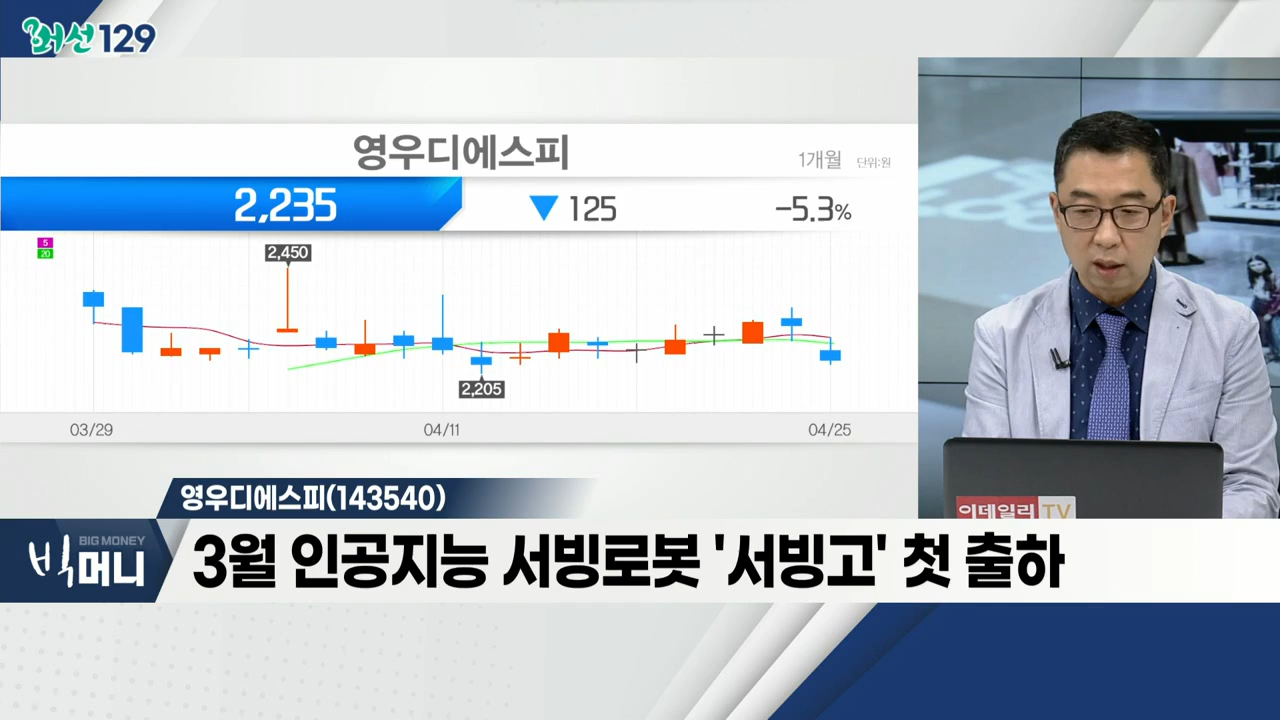 머선129
영우디에스피
1개월 단위:원
2,235 ▼ 125 -5.3%
5
20
2,450
2,205
03/29 04/11 04/25
이데일리TV
영우디에스피(143540)
BIG MONEY
빅머니
3월 인공지능 서빙로봇 '서빙고' 첫 출하